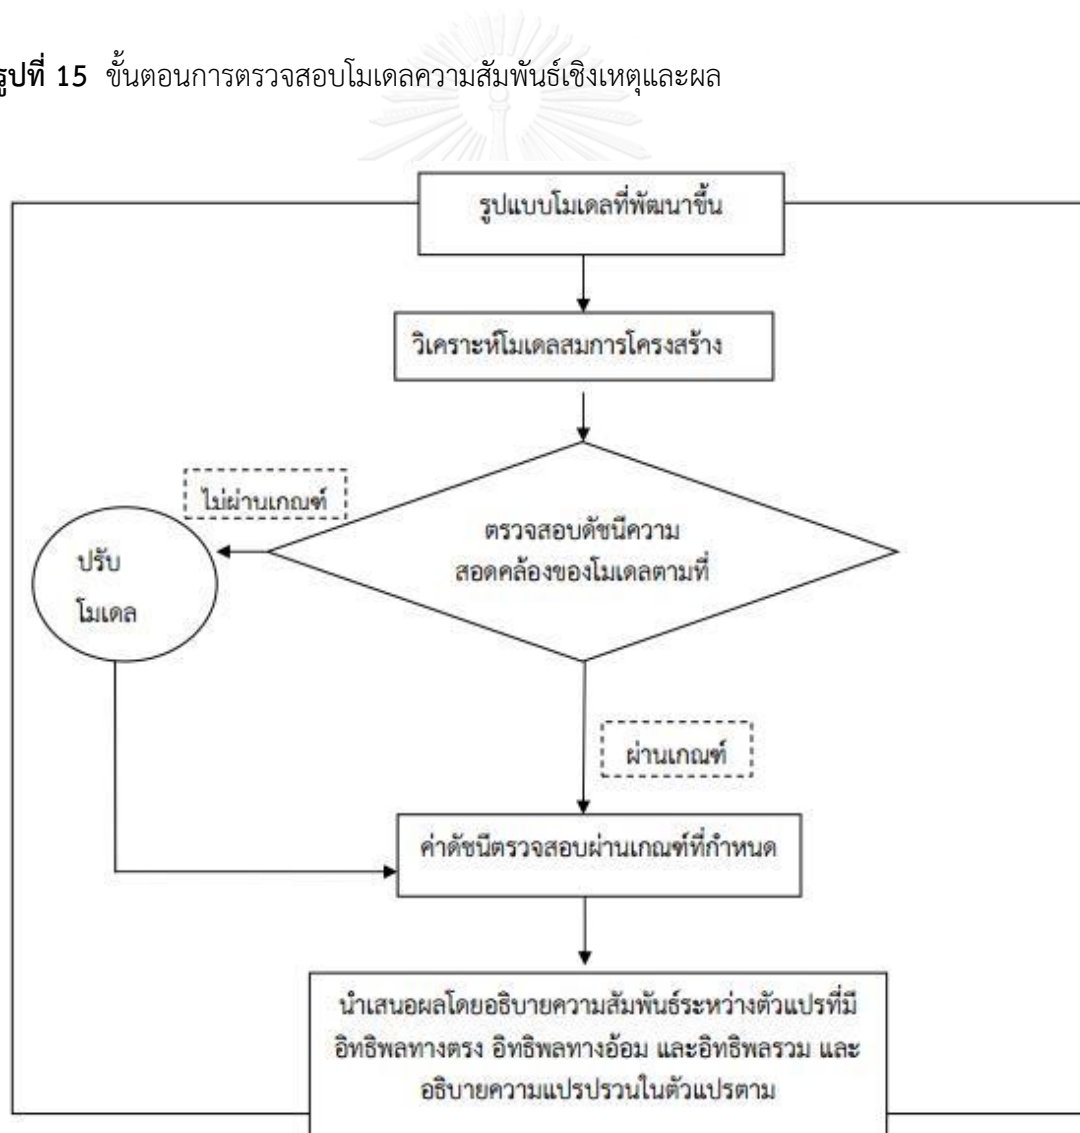 รูปที่ 15 ขั้นตอนการตรวจสอบโมเดลความสัมพันธ์เชิงเหตุและผล
รูปแบบโมเดลที่พัฒนาขึ้น
วิเคราะห์โมเดลสมการโครงสร้าง
ไม่ผ่านเกณฑ์
ตรวจสอบดัชนีความ
สอดคล้องของโมเดลตามที่
ปรับ
โมเดล
ผ่านเกณฑ์
ค่าดัชนีตรวจสอบผ่านเกณฑ์ที่กำหนด
นำเสนอผลโดยอธิบายความสัมพันธ์ระหว่างตัวแปรที่มี
อิทธิพลทางตรง อิทธิพลทางอ้อม และอิทธิพลรวม และ
อธิบายความแปรปรวนในตัวแปรตาม